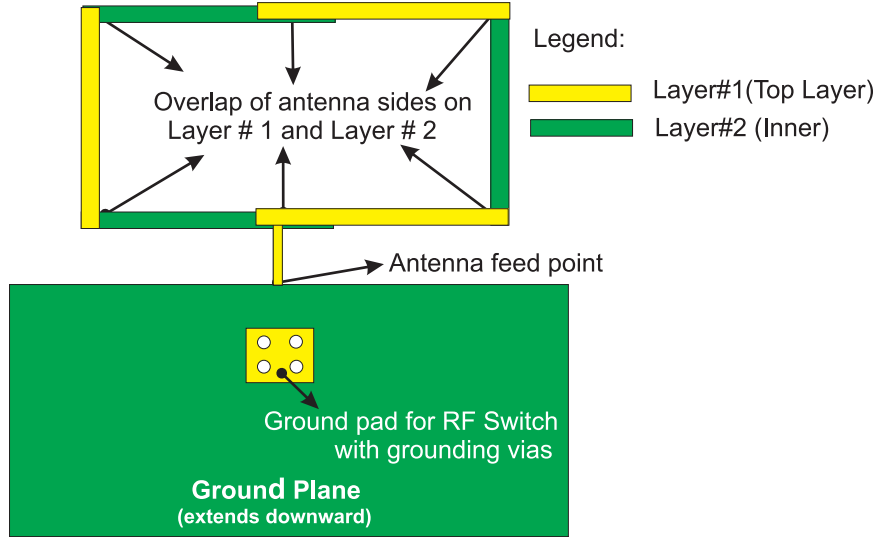 Legend:
Layer#1(Top Layer)
Layer#2 (Inner)
Overlap of antenna sides on
Layer # 1 and Layer # 2
Antenna feed point
Ground pad for RF Switch
with grounding vias
Ground Plane
(extends downward)